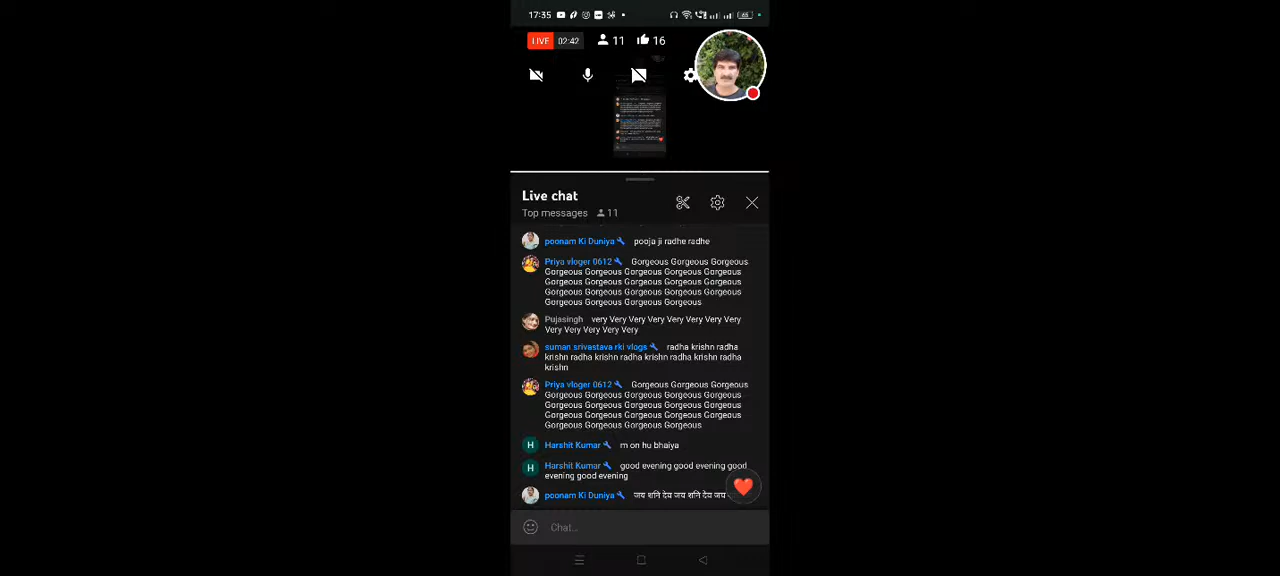 17:35
LIVE 02:42 11 16
Live chat
Top messages 11
poonam Ki Duniya pooja ji radhe radhe
Priya vloger 0612 Gorgeous Gorgeous Gorgeous
Gorgeous Gorgeous Gorgeous Gorgeous Gorgeous
Gorgeous Gorgeous Gorgeous Gorgeous Gorgeous
Gorgeous Gorgeous Gorgeous Gorgeous Gorgeous
Gorgeous Gorgeous Gorgeous Gorgeous
Pujasingh very Very Very Very Very Very Very Very
Very Very Very Very Very
suman srivastava rki vlogs radha krishn radha
krishn radha krishn radha krishn radha krishn radha
krishn
Priya vloger 0612 Gorgeous Gorgeous Gorgeous
Gorgeous Gorgeous Gorgeous Gorgeous Gorgeous
Gorgeous Gorgeous Gorgeous Gorgeous Gorgeous
Gorgeous Gorgeous Gorgeous Gorgeous Gorgeous
Gorgeous Gorgeous Gorgeous Gorgeous
H Harshit Kumar m on hu bhaiya
H Harshit Kumar good evening good evening good
evening good evening
poonam Ki Duniya जय शनि देव जय शनि देव जय
Chat...